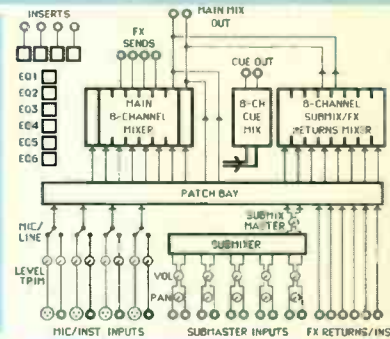 INSERTS
MAIN MIX
OUT
FX
SENDS
CUE OUT
EQ1
EQ2
EQ3
EQ4
EQ5
EQ6
MAIN
8-CHANNEL
MIXER
8-CH
CUE
MIX
8-CHANNEL
SUBMIX/FX
RETURNS MIXER
PATCH BAY
MIC/
LINE
SUBMIX
MASTER
SUBMIXER
LEVEL
TRIM
VOL
PAN
MIC/INST INPUTS
SUBMASTER INPUTS
FX RETURNS/INS